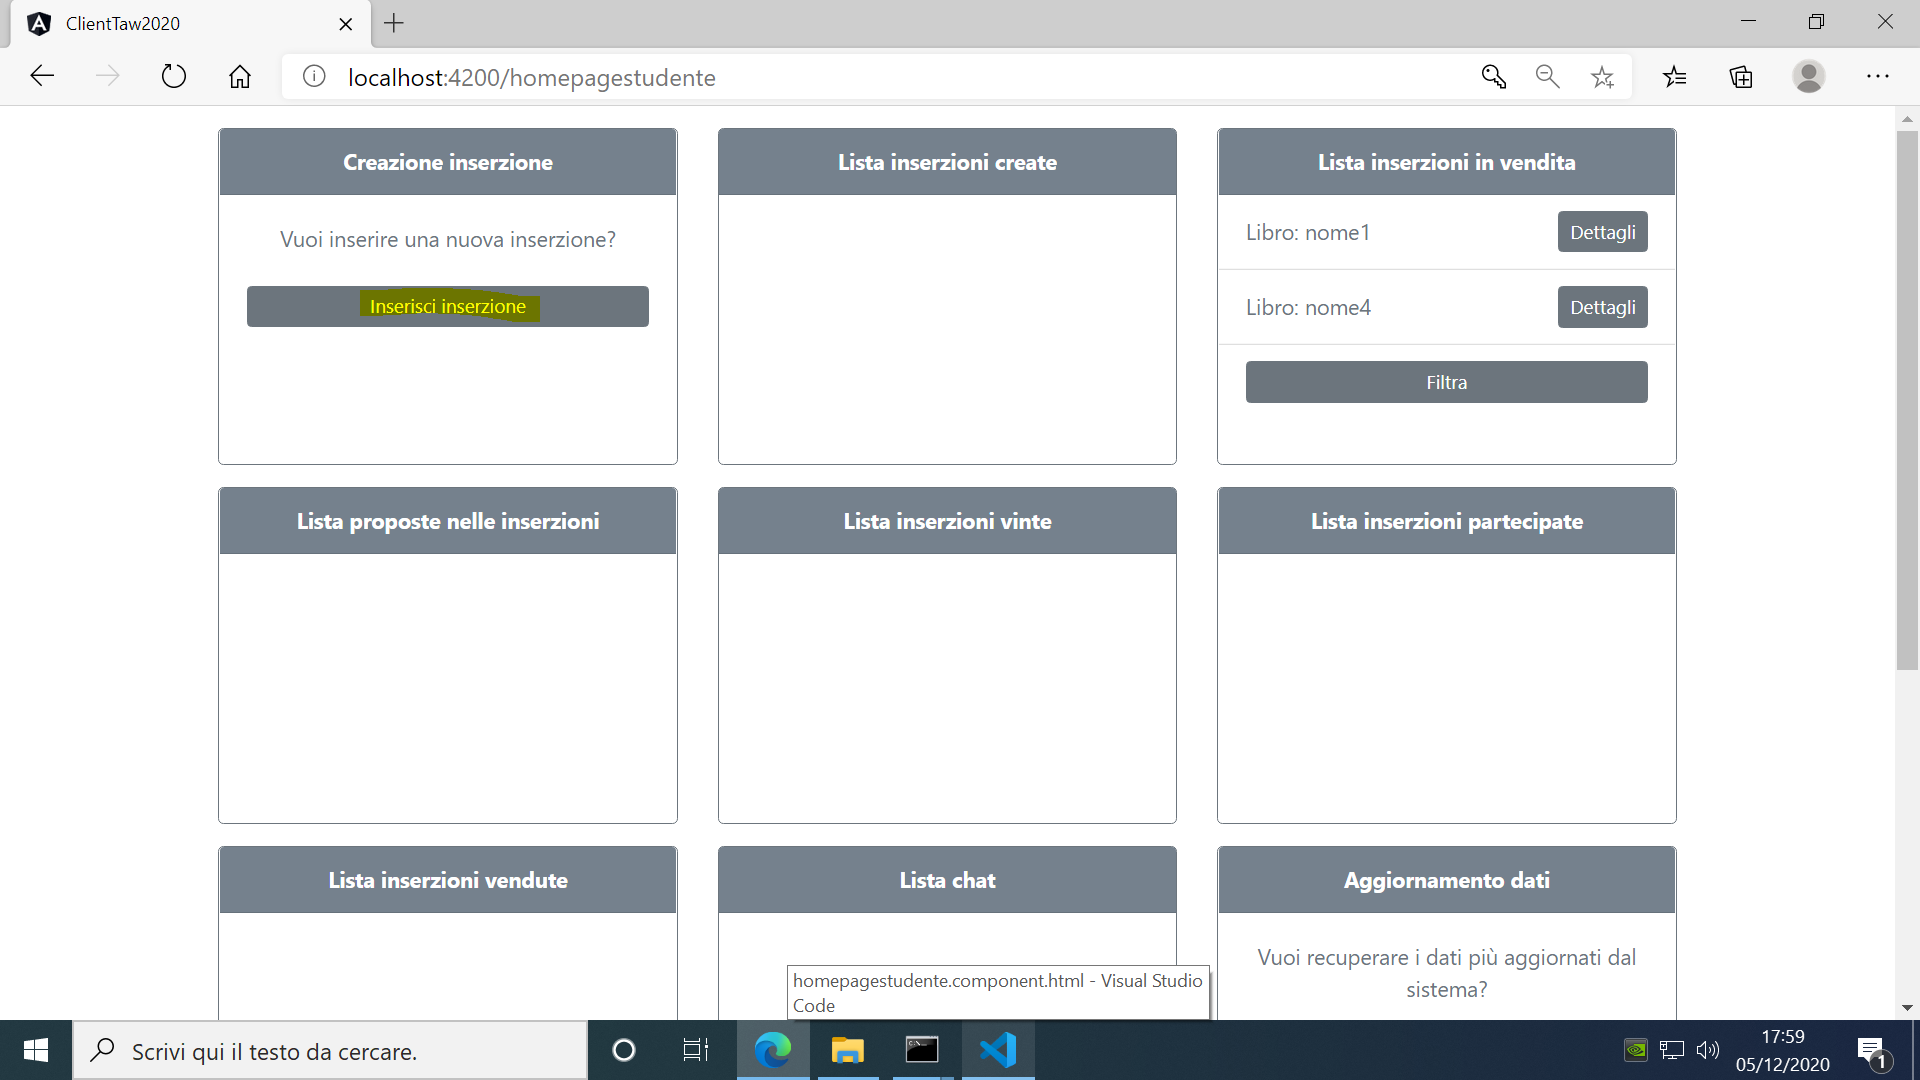 ClientTaw2020
localhost:4200/homepagestudente
Creazione inserzione
Vuoi inserire una nuova inserzione?
Inserisci inserzione
Lista inserzioni create
Lista inserzioni in vendita
Libro: nome1
Dettagli
Libro: nome4
Dettagli
Filtra
Lista proposte nelle inserzioni
Lista inserzioni vinte
Lista inserzioni partecipate
Lista inserzioni vendute
Lista chat
Aggiornamento dati
Vuoi recuperare i dati più aggiornati dal
sistema?
homepagestudente.component.html - Visual Studio
Code
Scrivi qui il testo da cercare.
17:59
05/12/2020
1